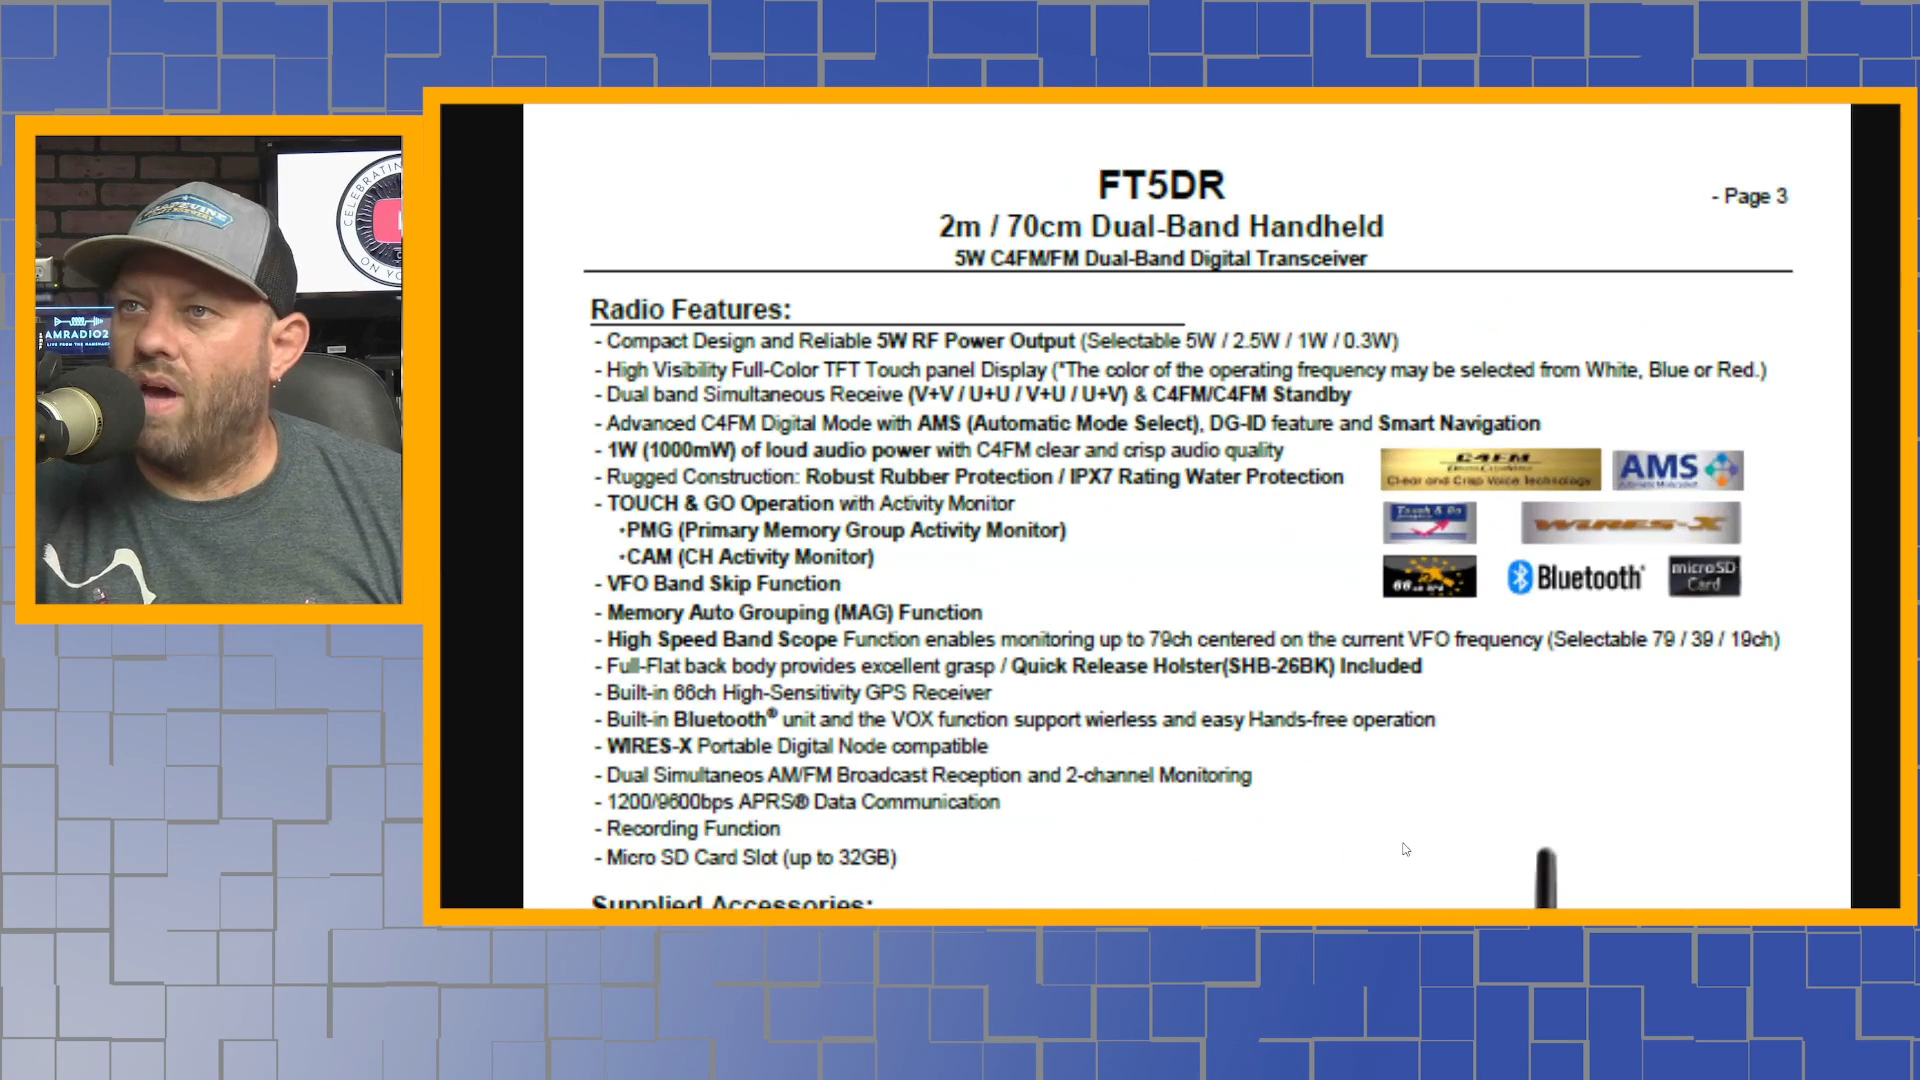 FT5DR
- Page 3
2m / 70cm Dual-Band Handheld
5W C4FM/FM Dual-Band Digital Transceiver
Radio Features:
- Compact Design and Reliable 5W RF Power Output (Selectable 5W / 2.5W / 1W / 0.3W)
- High Visibility Full-Color TFT Touch panel Display (*The color of the operating frequency may be selected from White, Blue or Red.)
- Dual band Simultaneous Receive (V+V / U+U / V+U / U+V) & C4FM/C4FM Standby
- Advanced C4FM Digital Mode with AMS (Automatic Mode Select), DG-ID feature and Smart Navigation
- 1W (1000mW) of loud audio power with C4FM clear and crisp audio quality
- Rugged Construction: Robust Rubber Protection / IPX7 Rating Water Protection
- TOUCH & GO Operation with Activity Monitor
•PMG (Primary Memory Group Activity Monitor)
•CAM (CH Activity Monitor)
- VFO Band Skip Function
- Memory Auto Grouping (MAG) Function
- High Speed Band Scope Function enables monitoring up to 79ch centered on the current VFO frequency (Selectable 79 / 39 / 19ch)
- Full-Flat back body provides excellent grasp / Quick Release Holster(SHB-26BK) Included
- Built-in 66ch High-Sensitivity GPS Receiver
- Built-in Bluetooth® unit and the VOX function support wierless and easy Hands-free operation
- WIRES-X Portable Digital Node compatible
- Dual Simultaneos AM/FM Broadcast Reception and 2-channel Monitoring
- 1200/9600bps APRS® Data Communication
- Recording Function
- Micro SD Card Slot (up to 32GB)
Supplied Accessories:
C4FM
Clear and Crisp Voice Technology
AMS
Touch & Go
WIRES-X
66
Bluetooth
microSD
Card
CELEBRATING
ON YO
GRAPEVINE
AMRADIO2
LIVE FROM THE HAMSHACK